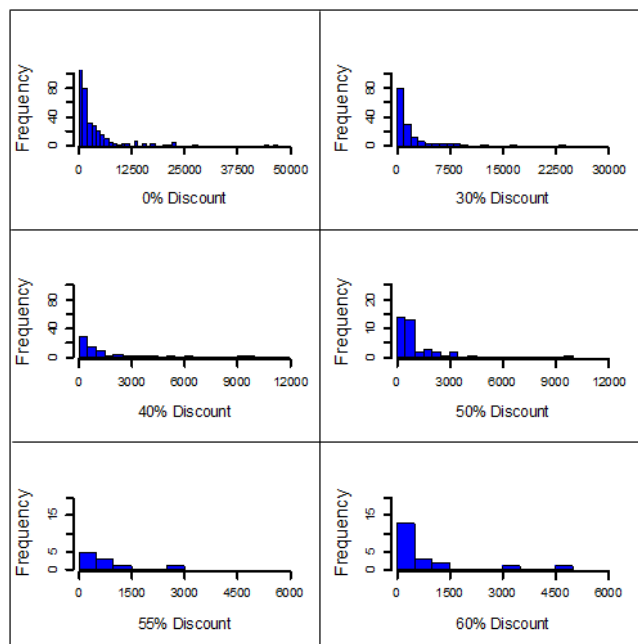 Frequency
0 40 80
0 12500 25000 37500 50000
0% Discount
Frequency
0 40 80
0 7500 15000 22500 30000
30% Discount
Frequency
0 40 80
0 3000 6000 9000 12000
40% Discount
Frequency
0 10 20
0 3000 6000 9000 12000
50% Discount
Frequency
0 5 15
0 1500 3000 4500 6000
55% Discount
Frequency
0 5 15
0 1500 3000 4500 6000
60% Discount